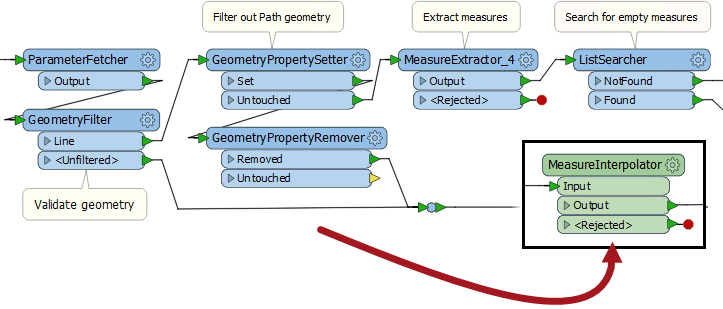 Filter out Path geometry
Extract measures
Search for empty measures
ParameterFetcher
Output
GeometryPropertySetter
Set
Untouched
MeasureExtractor_4
Output
<Rejected>
ListSearcher
NotFound
Found
GeometryFilter
Line
<Unfiltered>
GeometryPropertyRemover
Removed
Untouched
Validate geometry
MeasureInterpolator
Input
Output
<Rejected>